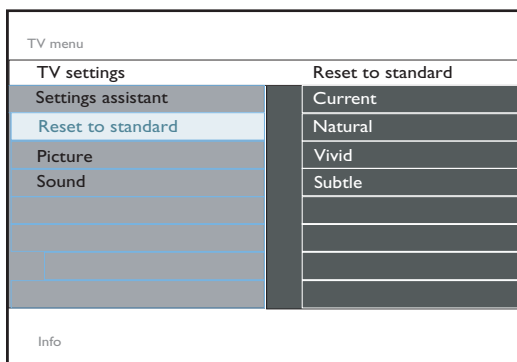 TV menu
TV settings
Reset to standard
Settings assistant
Current
Reset to standard
Natural
Picture
Vivid
Sound
Subtle
Info